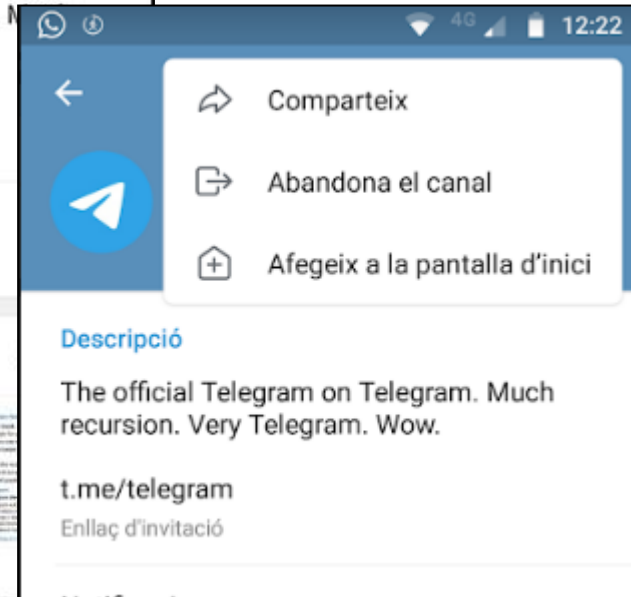 4G 12:22
Comparteix
Abandona el canal
Afegeix a la pantalla d'inici
Descripció
The official Telegram on Telegram. Much
recursion. Very Telegram. Wow.
t.me/telegram
Enllaç d'invitació